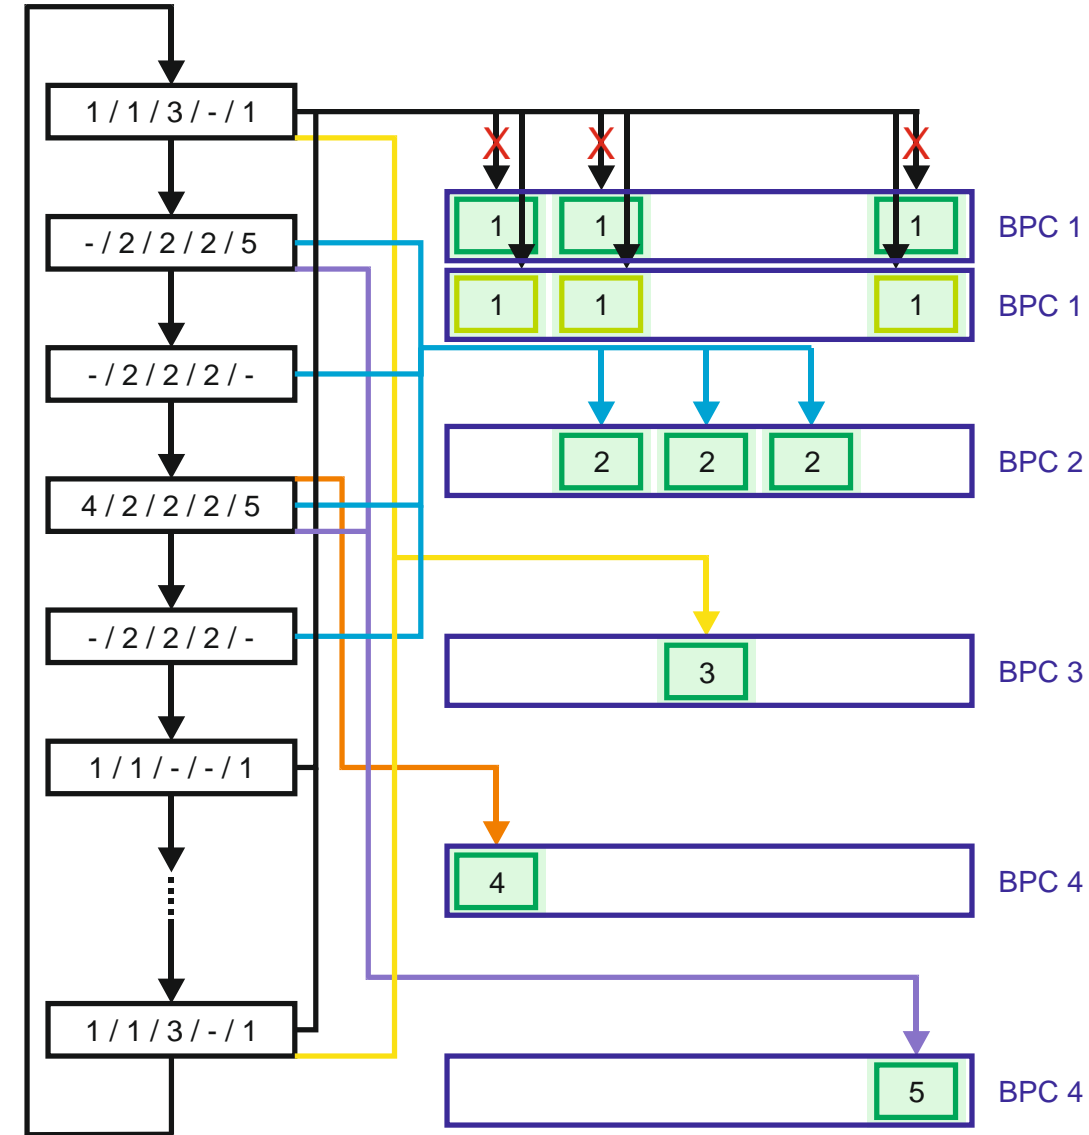 1 / 1 / 3 / - / 1
X X X
1 1 1 BPC 1
- / 2 / 2 / 2 / 5
1 1 1 BPC 1
- / 2 / 2 / 2 / -
2 2 2 BPC 2
4 / 2 / 2 / 2 / 5
- / 2 / 2 / 2 / -
3 BPC 3
1 / 1 / - / - / 1
4 BPC 4
1 / 1 / 3 / - / 1
5 BPC 4